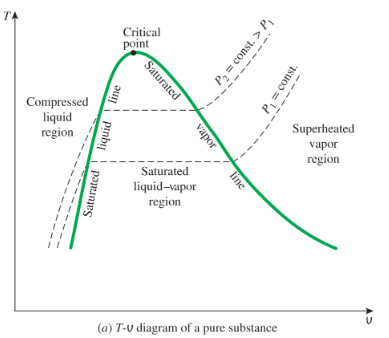 T
Critical
point
P₂ = const. > P₁
P₁ = const.
Saturated
vapor
line
Compressed
liquid
region
Saturated
liquid
line
Superheated
vapor
region
Saturated
liquid–vapor
region
υ
(a) T-υ diagram of a pure substance